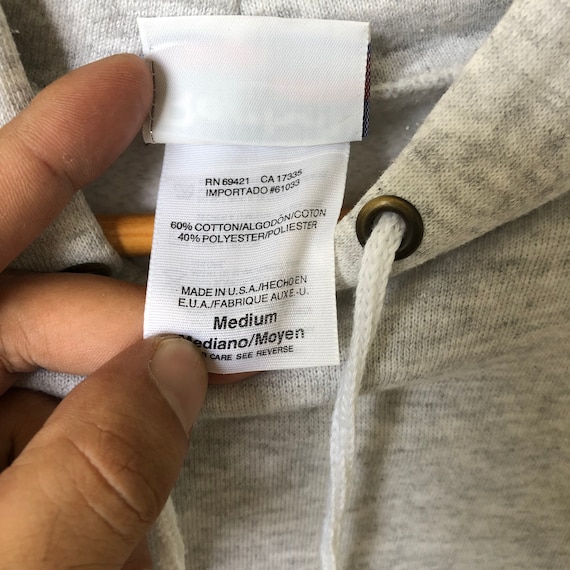 RN 69421 CA 17335
IMPORTADO #61033
60% COTTON/ALGODÓN/COTON
40% POLYESTER/POLIESTER
MADE IN U.S.A./HECHO EN
E.U.A./FABRIQUE AUX E.-U.
Medium
Mediano/Moyen
CARE SEE REVERSE